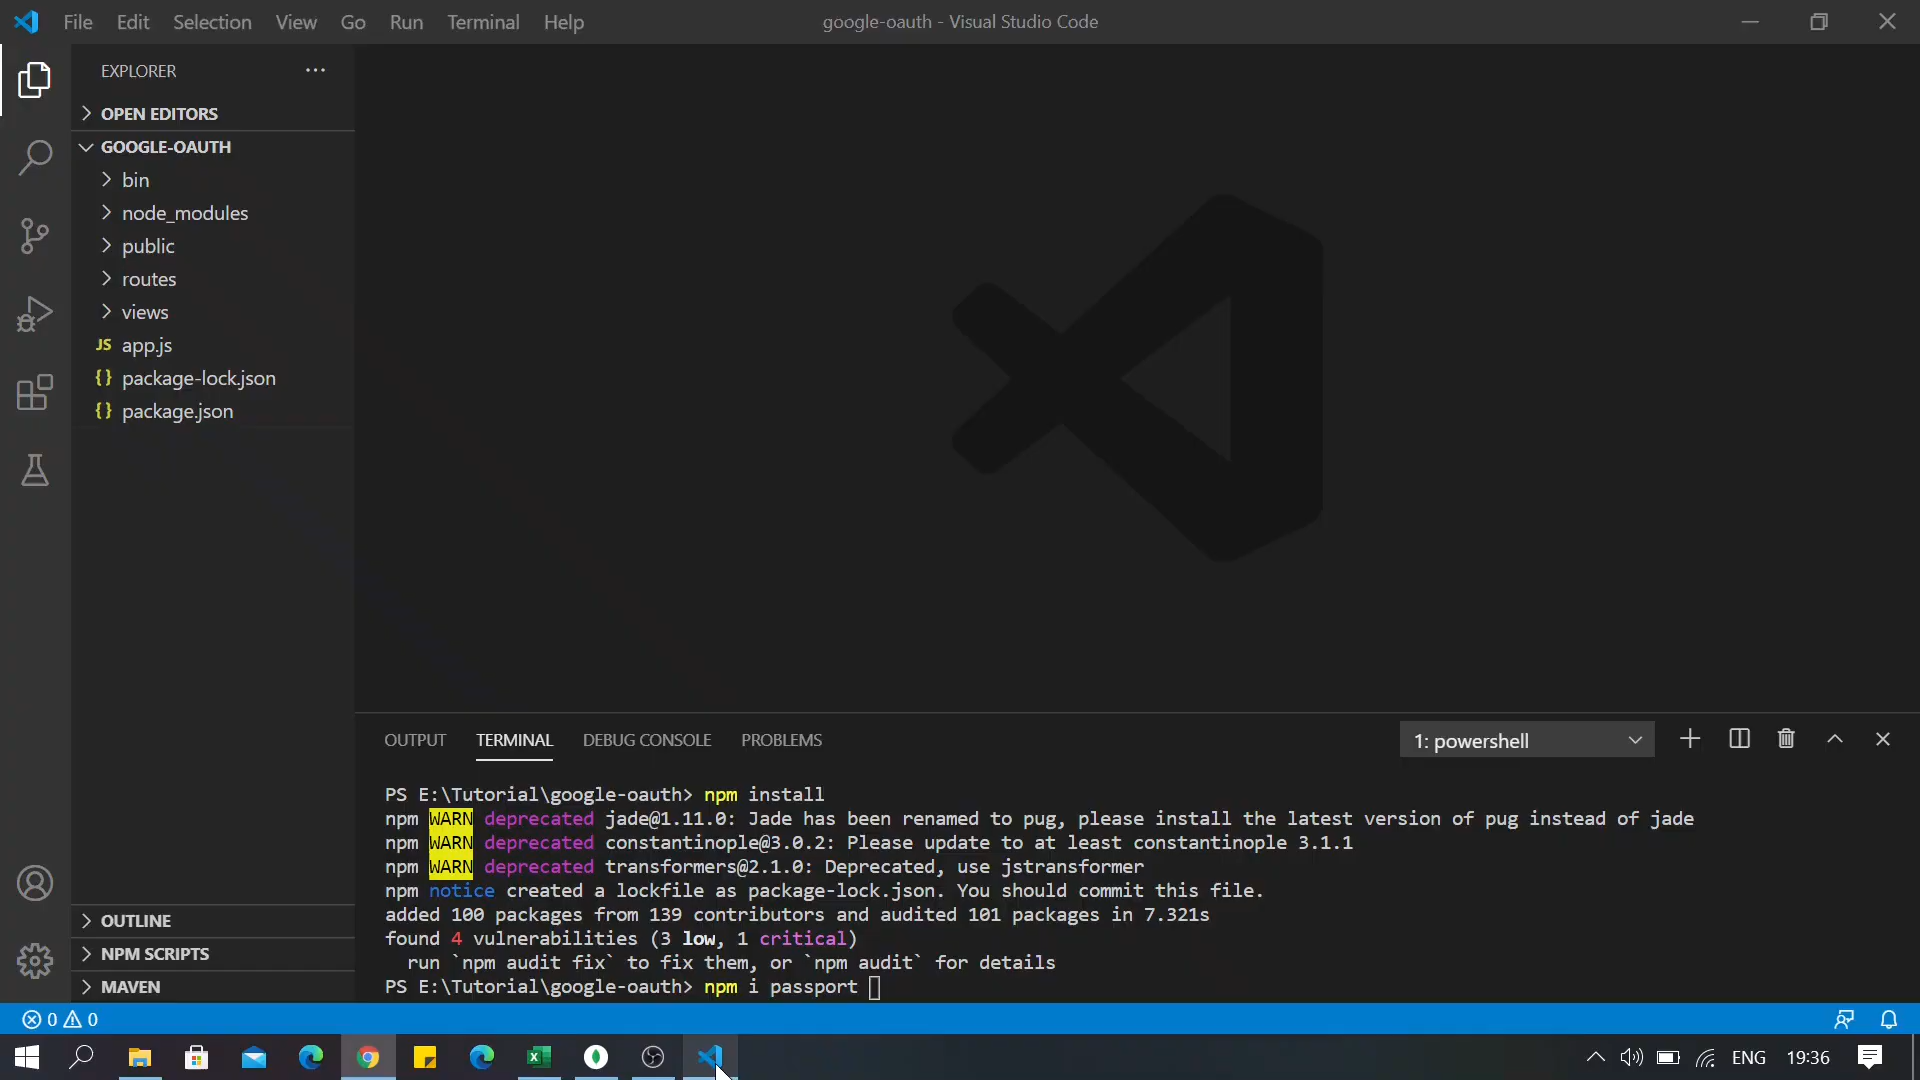 File Edit Selection View Go Run Terminal Help
google-oauth - Visual Studio Code
EXPLORER
OPEN EDITORS
GOOGLE-OAUTH
bin
node_modules
public
routes
views
JS app.js
{} package-lock.json
{} package.json
OUTLINE
NPM SCRIPTS
MAVEN
OUTPUT TERMINAL DEBUG CONSOLE PROBLEMS
1: powershell
PS E:\Tutorial\google-oauth> npm install
npm WARN deprecated jade@1.11.0: Jade has been renamed to pug, please install the latest version of pug instead of jade
npm WARN deprecated constantinople@3.0.2: Please update to at least constantinople 3.1.1
npm WARN deprecated transformers@2.1.0: Deprecated, use jstransformer
npm notice created a lockfile as package-lock.json. You should commit this file.
added 100 packages from 139 contributors and audited 101 packages in 7.321s
found 4 vulnerabilities (3 low, 1 critical)
run `npm audit fix` to fix them, or `npm audit` for details
PS E:\Tutorial\google-oauth> npm i passport
0 0
ENG 19:36